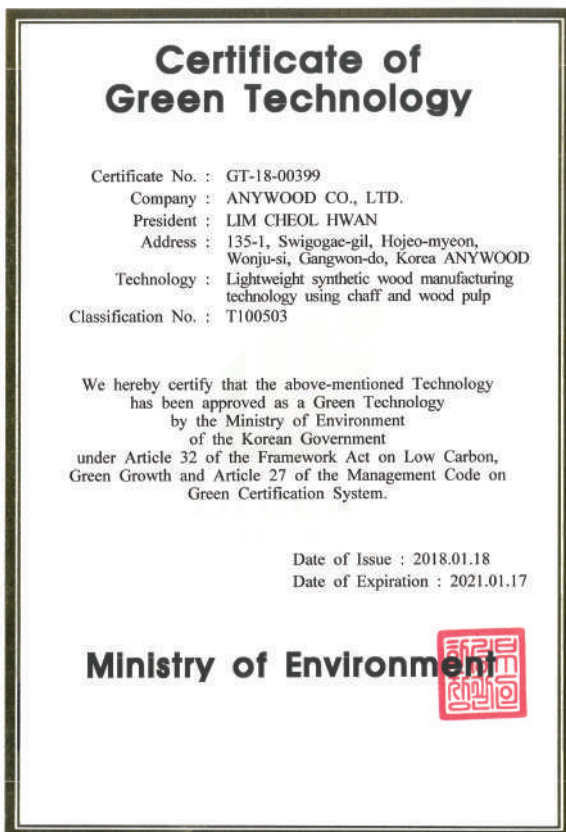 Certificate of
Green Technology
Certificate No. : GT-18-00399
Company : ANYWOOD CO., LTD.
President : LIM CHEOL HWAN
Address : 135-1, Swigogae-gil, Hojeo-myeon,
Wonju-si, Gangwon-do, Korea ANYWOOD
Technology : Lightweight synthetic wood manufacturing
technology using chaff and wood pulp
Classification No. : T100503
We hereby certify that the above-mentioned Technology
has been approved as a Green Technology
by the Ministry of Environment
of the Korean Government
under Article 32 of the Framework Act on Low Carbon,
Green Growth and Article 27 of the Management Code on
Green Certification System.
Date of Issue : 2018.01.18
Date of Expiration : 2021.01.17
Ministry of Environment